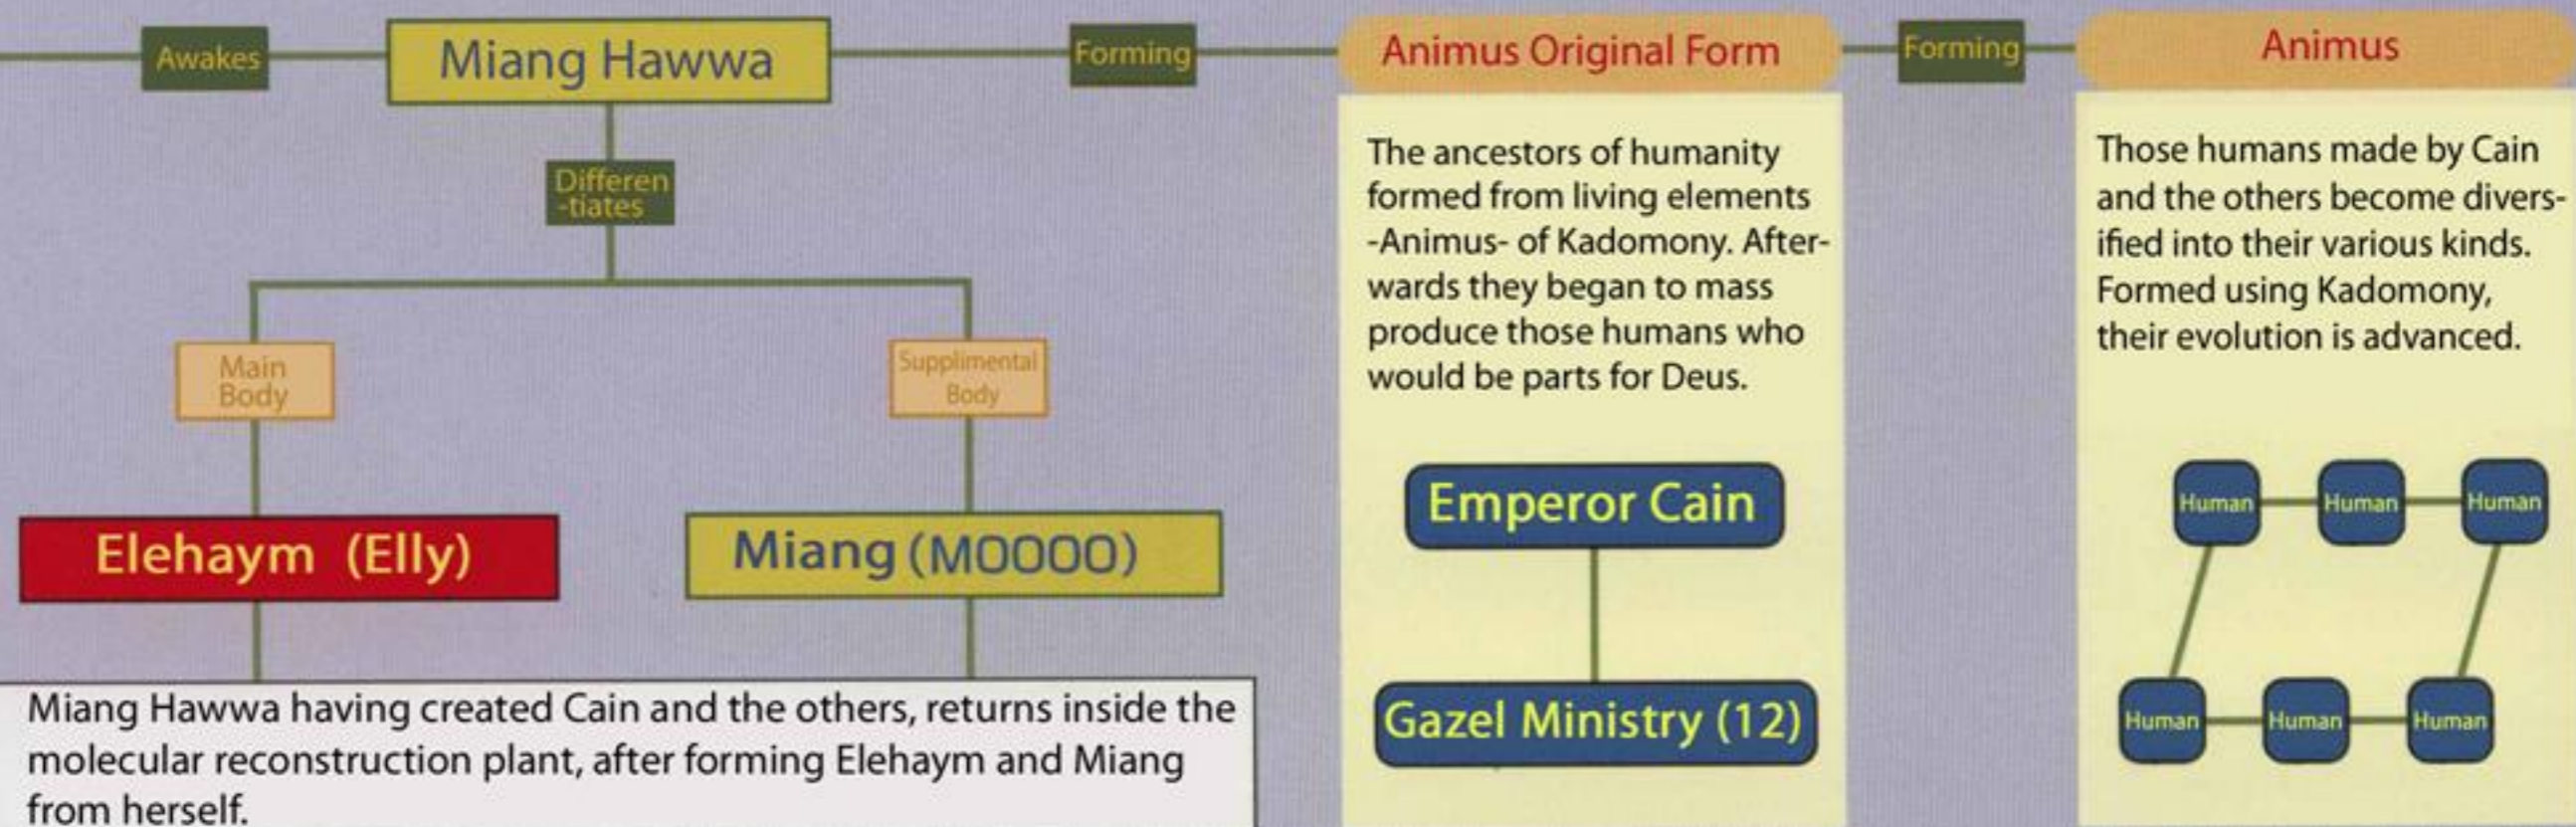 Awakes
Miang Hawwa
Forming
Animus Original Form
Forming
Animus
Differen
-tiates
Main
Body
Supplimental
Body
Elehaym (Elly)
Miang (M0000)
Miang Hawwa having created Cain and the others, returns inside the
molecular reconstruction plant, after forming Elehaym and Miang
from herself.
The ancestors of humanity
formed from living elements
-Animus- of Kadomony. After-
wards they began to mass
produce those humans who
would be parts for Deus.
Emperor Cain
Gazel Ministry (12)
Those humans made by Cain
and the others become divers-
ified into their various kinds.
Formed using Kadomony,
their evolution is advanced.
Human
Human
Human
Human
Human
Human